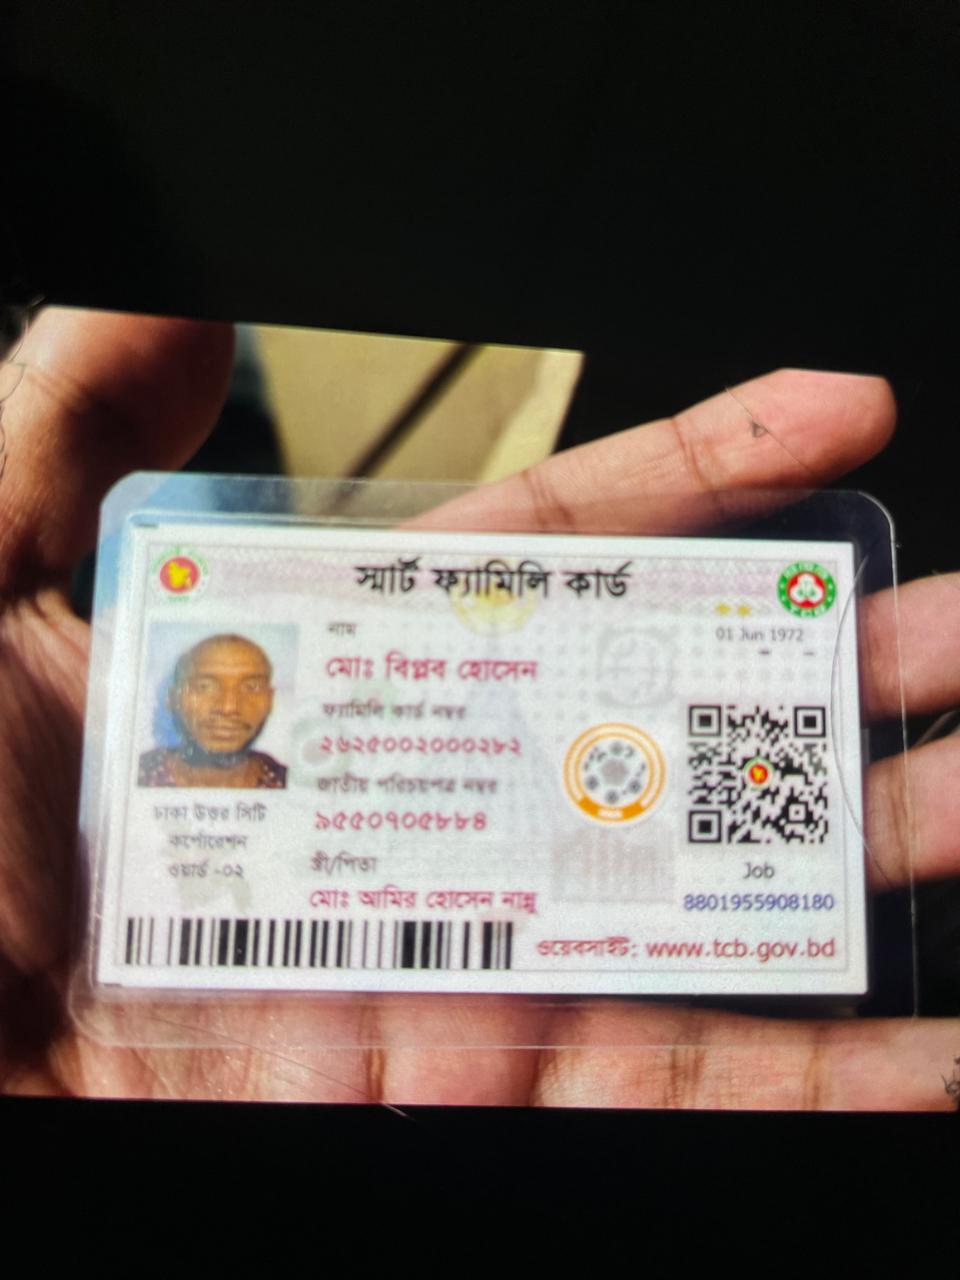 স্মার্ট ফ্যামিলি কার্ড
01 Jun 1972
নাম
মোঃ বিপ্লব হোসেন
ফ্যামিলি কার্ড নম্বর
২৬২৫০০২০০০২৮২
জাতীয় পরিচয়পত্র নম্বর
৯৫৫০৭০৫৮৮৪
স্ত্রী/পিতা
মোঃ আমির হোসেন নান্নু
ঢাকা উত্তর সিটি
কর্পোরেশন
ওয়ার্ড -০২
Job
8801955908180
ওয়েবসাইট: www.tcb.gov.bd